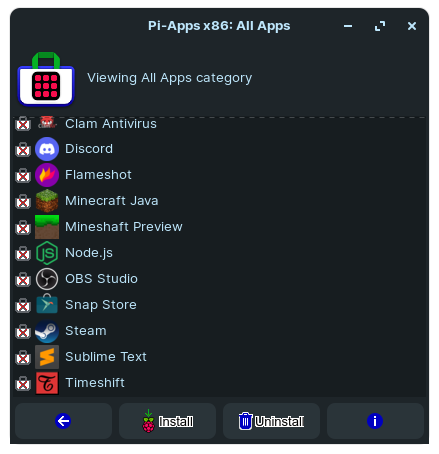 Pi-Apps x86: All Apps
Viewing All Apps category
Clam Antivirus
Discord
Flameshot
Minecraft Java
Mineshaft Preview
Node.js
OBS Studio
Snap Store
Steam
Sublime Text
Timeshift
Install
Uninstall